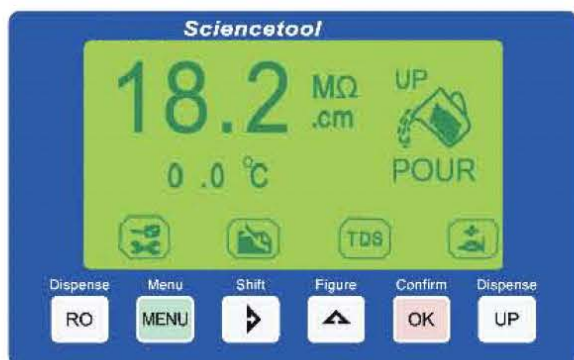 Sciencetool
18.2 MΩ.cm
UP
0.0 °C
POUR
TDS
Dispense Menu Shift Figure Confirm Dispense
RO MENU OK UP